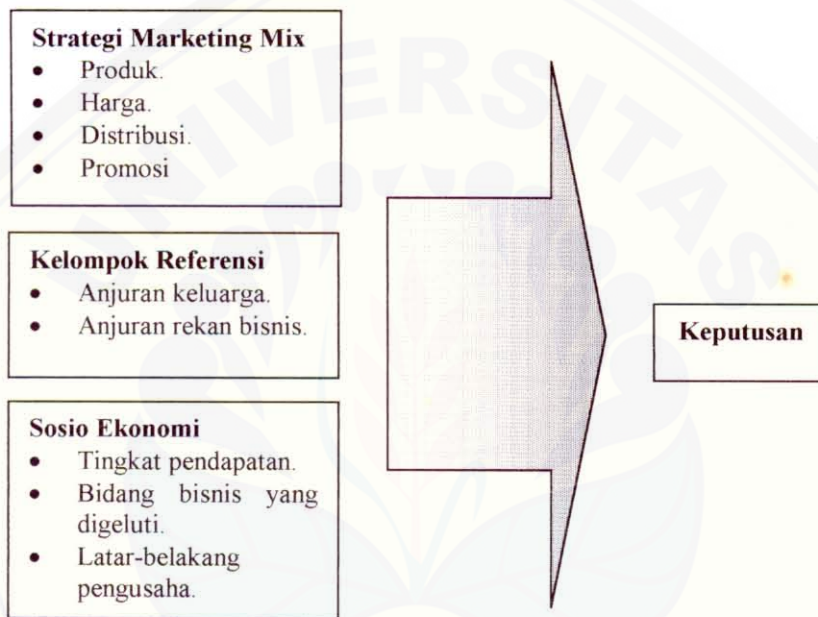 Strategi Marketing Mix
• Produk.
• Harga.
• Distribusi.
• Promosi
Kelompok Referensi
• Anjuran keluarga.
• Anjuran rekan bisnis.
Sosio Ekonomi
• Tingkat pendapatan.
• Bidang bisnis yang
digeluti.
• Latar-belakang
pengusaha.
Keputusan
UNIVERSITAS